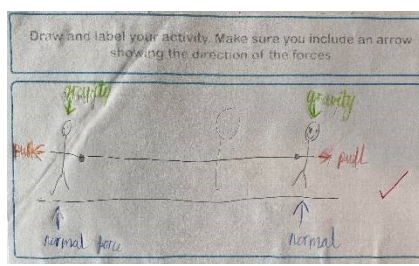 Draw and label your activity. Make sure you include an arrow
showing the direction of the forces
gravity
gravity
pull
pull
normal force
normal